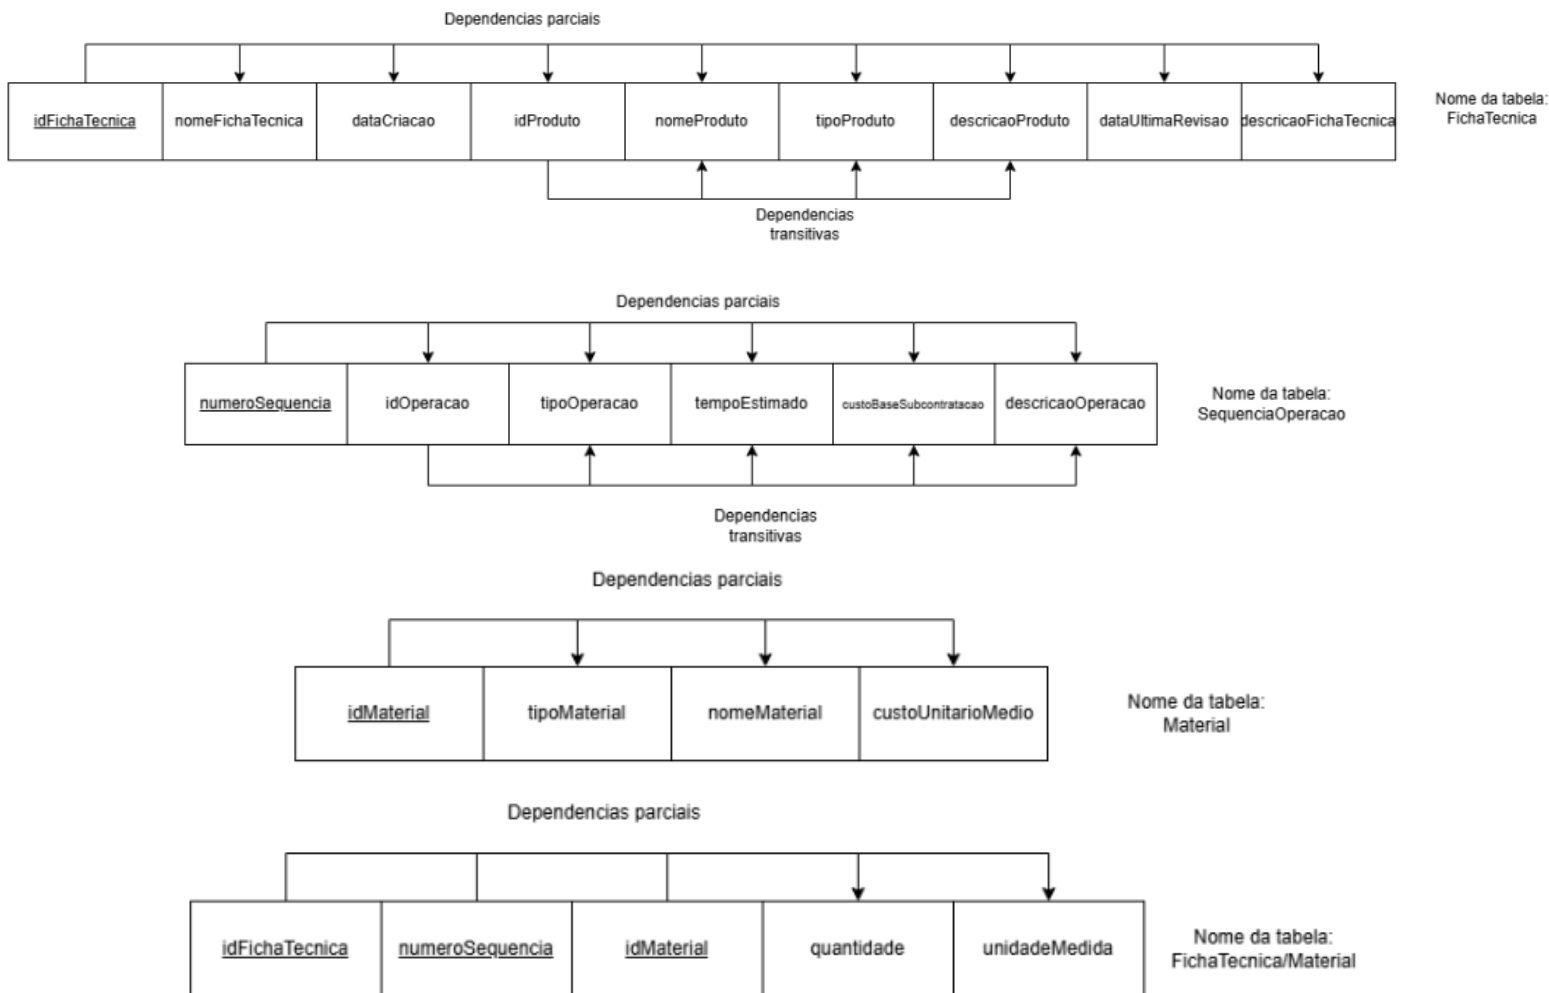 Dependencias parciais
idFichaTecnica
nomeFichaTecnica
dataCriacao
idProduto
nomeProduto
tipoProduto
descricaoProduto
dataUltimaRevisao
descricaoFichaTecnica
Nome da tabela:
FichaTecnica
Dependencias
transitivas
Dependencias parciais
numeroSequencia
idOperacao
tipoOperacao
tempoEstimado
custoBaseSubcontratacao
descricaoOperacao
Nome da tabela:
SequenciaOperacao
Dependencias
transitivas
Dependencias parciais
idMaterial
tipoMaterial
nomeMaterial
custoUnitarioMedio
Nome da tabela:
Material
Dependencias parciais
idFichaTecnica
numeroSequencia
idMaterial
quantidade
unidadeMedida
Nome da tabela:
FichaTecnica/Material